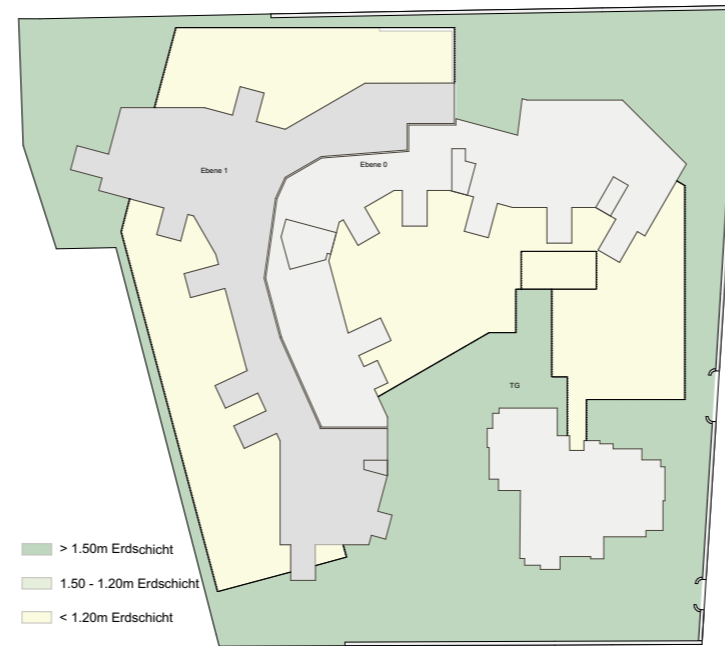 Ebene 0
Ebene 1
TG
> 1.50m Erdschicht
1.50 - 1.20m Erdschicht
< 1.20m Erdschicht